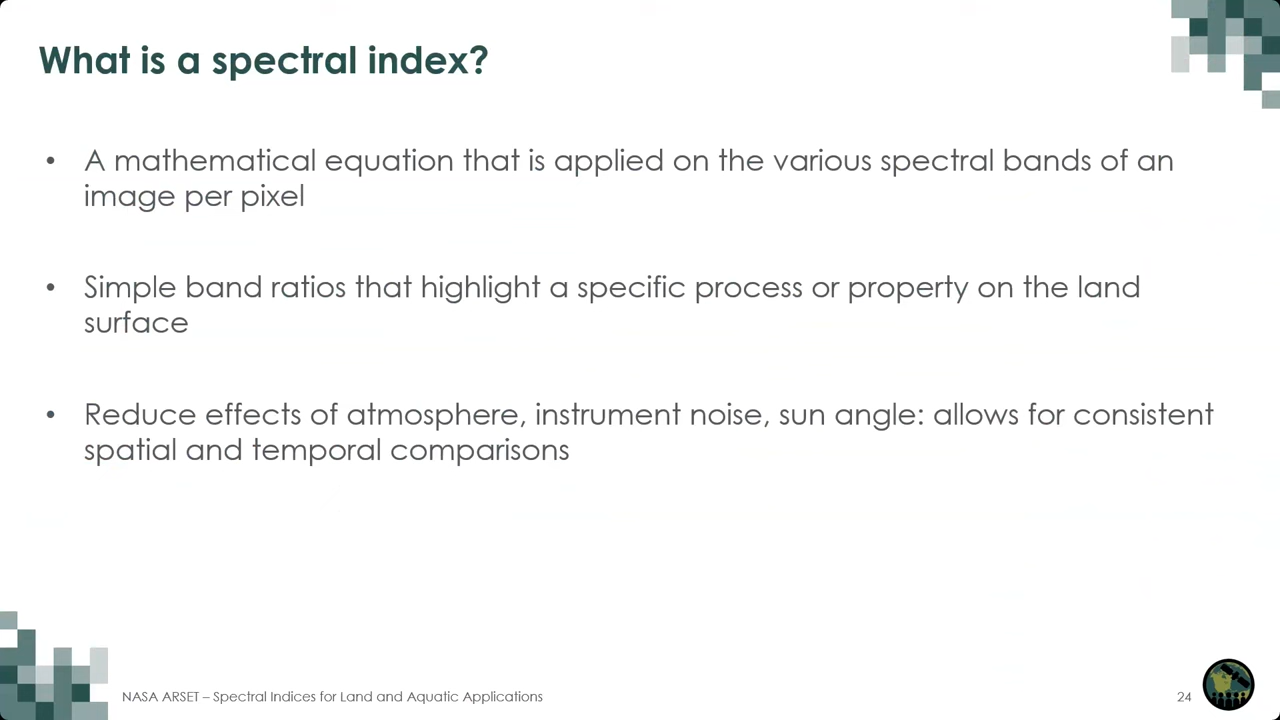 What is a spectral index?
• A mathematical equation that is applied on the various spectral bands of an
image per pixel
• Simple band ratios that highlight a specific process or property on the land
surface
• Reduce effects of atmosphere, instrument noise, sun angle: allows for consistent
spatial and temporal comparisons
NASA ARSET – Spectral Indices for Land and Aquatic Applications
24